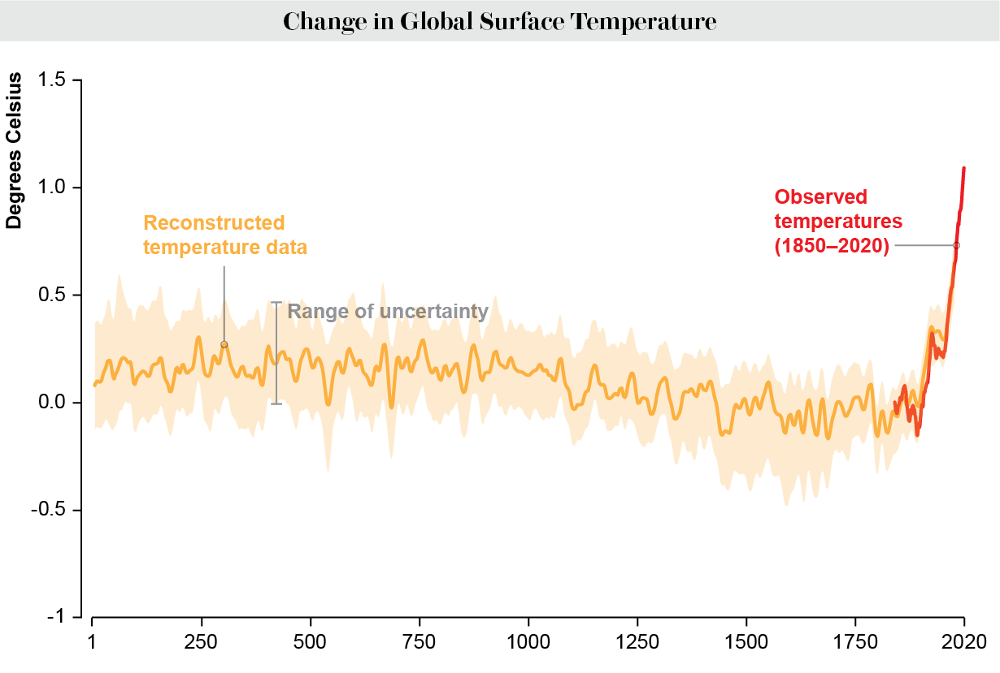 Change in Global Surface Temperature
Degrees Celsius
1.5
1.0
0.5
0.0
-0.5
-1
Reconstructed
temperature data
Range of uncertainty
Observed
temperatures
(1850–2020)
1 250 500 750 1000 1250 1500 1750 2020